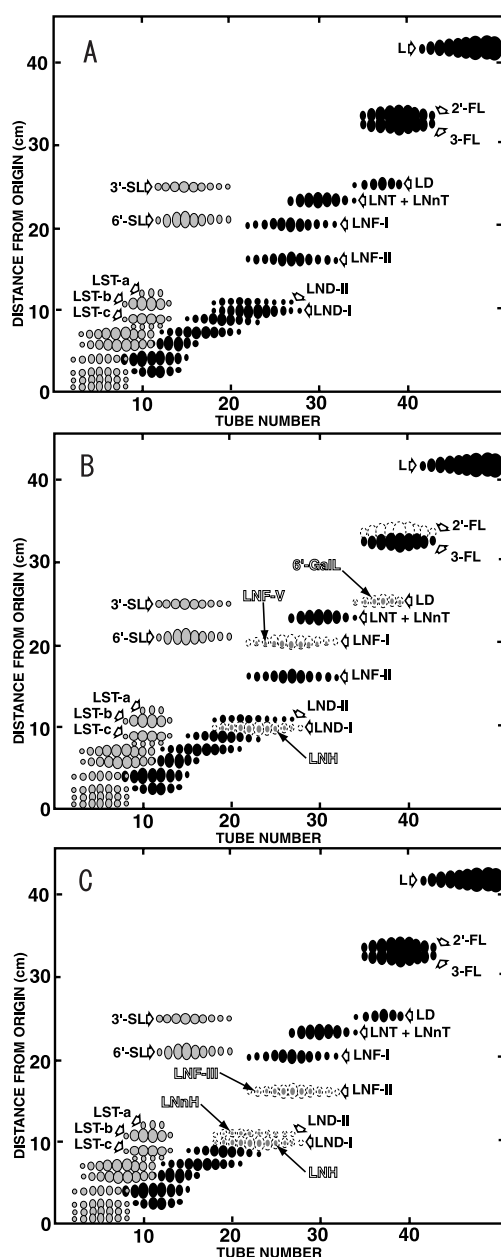 A
L
40
2'-FL
3-FL
30
DISTANCE FROM ORIGIN (cm)
3'-SL
LD
LNT + LNnT
20
6'-SL
LNF-I
LNF-II
LST-a
LST-b
LND-II
10
LST-c
LND-I
0
10 20 30 40
TUBE NUMBER
B
L
40
2'-FL
3-FL
30
DISTANCE FROM ORIGIN (cm)
6'-GalL
LNF-V
3'-SL
LD
LNT + LNnT
20
6'-SL
LNF-I
LNF-II
LST-a
LST-b
LND-II
10
LST-c
LND-I
LNH
0
10 20 30 40
TUBE NUMBER
C
L
40
2'-FL
3-FL
30
DISTANCE FROM ORIGIN (cm)
3'-SL
LD
LNT + LNnT
20
6'-SL
LNF-I
LNF-III
LNF-II
LNnH
LST-a
LST-b
LND-II
10
LST-c
LND-I
LNH
0
10 20 30 40
TUBE NUMBER